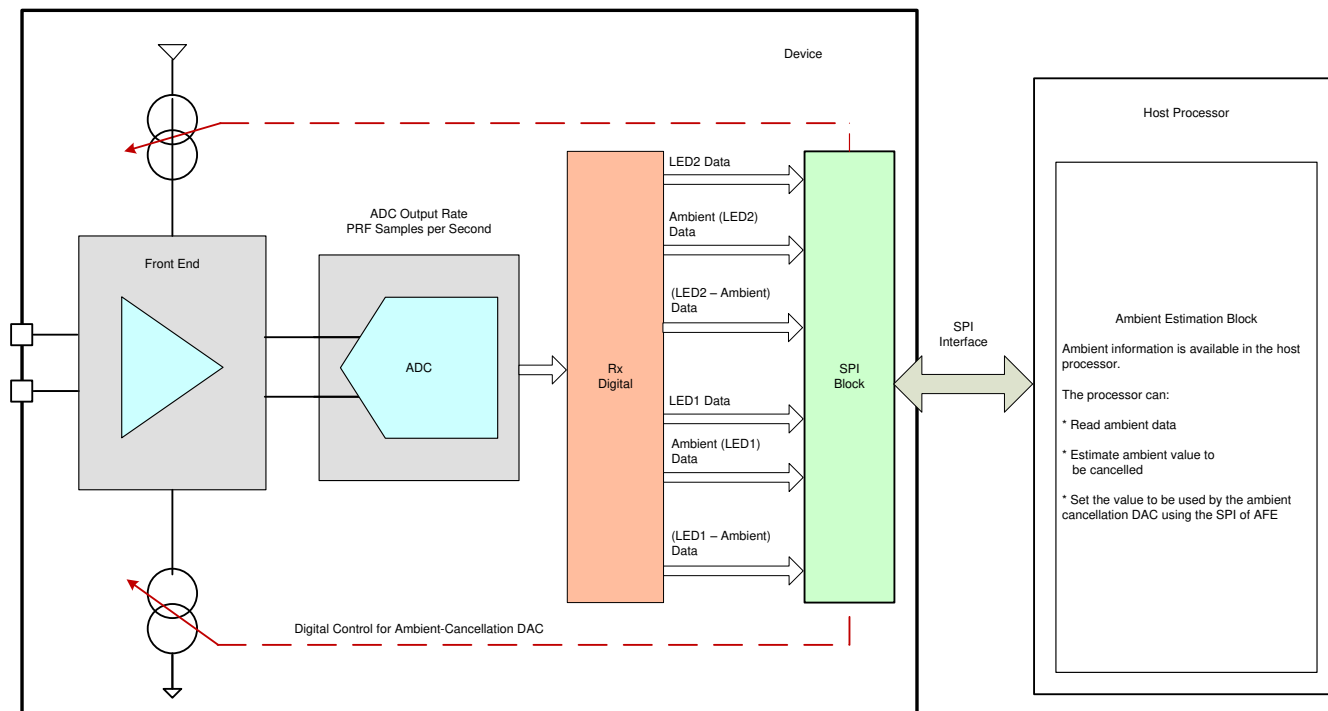 Device
Host Processor
ADC Output Rate
PRF Samples per Second
Front End
ADC
Rx
Digital
LED2 Data
Ambient (LED2)
Data
(LED2 – Ambient)
Data
LED1 Data
Ambient (LED1)
Data
(LED1 – Ambient)
Data
SPI
Block
SPI
Interface
Ambient Estimation Block
Ambient information is available in the host
processor.
The processor can:
* Read ambient data
* Estimate ambient value to
be cancelled
* Set the value to be used by the ambient
cancellation DAC using the SPI of AFE
Digital Control for Ambient-Cancellation DAC